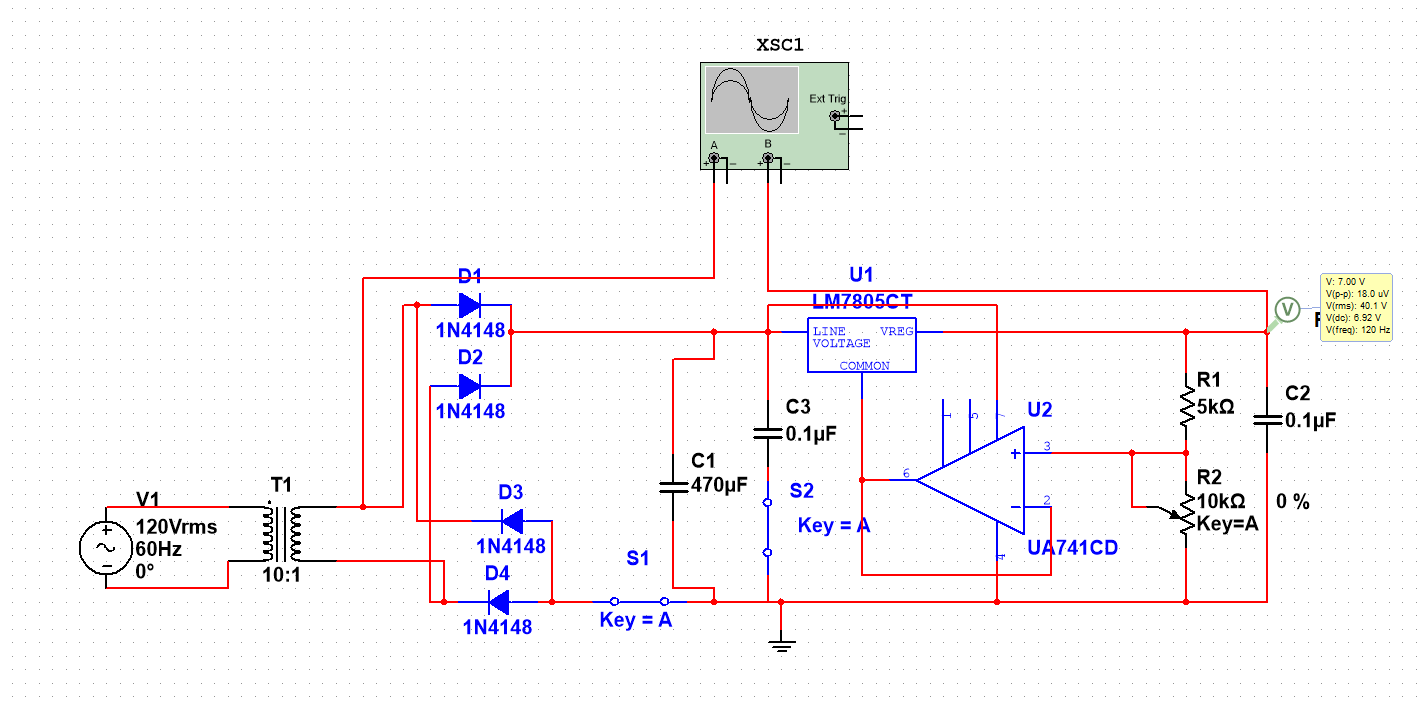 XSC1
Ext Trig
+
−
A
B
+
−
+
−
D1
1N4148
D2
1N4148
U1
LM7805CT
LINE
VOLTAGE
VREG
COMMON
V
V: 7.00 V
V(p-p): 18.0 uV
V(rms): 40.1 V
V(dc): 6.92 V
V(freq): 120 Hz
R1
5kΩ
C2
0.1µF
C3
0.1µF
U2
1
5
7
3
6
2
4
+
−
UA741CD
C1
470µF
R2
10kΩ
Key=A
0 %
S2
Key = A
V1
120Vrms
60Hz
0°
T1
10:1
D3
1N4148
D4
1N4148
S1
Key = A